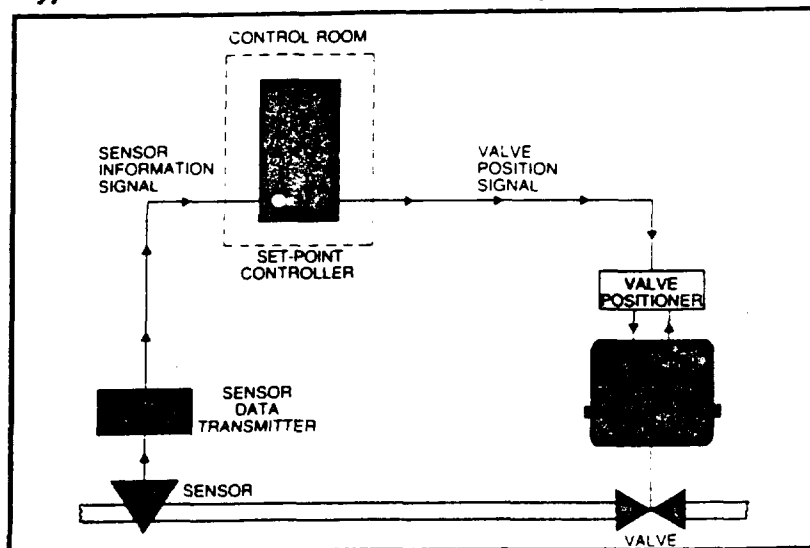 CONTROL ROOM
SENSOR
INFORMATION
SIGNAL
VALVE
POSITION
SIGNAL
SET-POINT
CONTROLLER
VALVE
POSITIONER
SENSOR
DATA
TRANSMITTER
SENSOR
VALVE